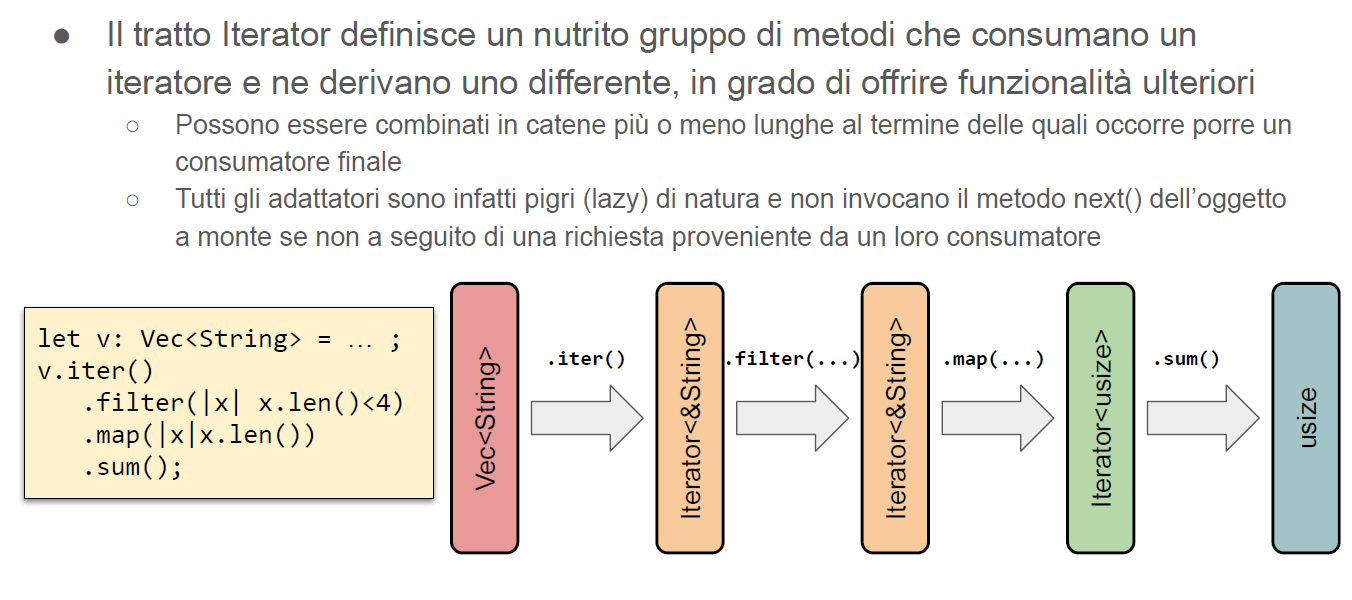 ● Il tratto Iterator definisce un nutrito gruppo di metodi che consumano un
iteratore e ne derivano uno differente, in grado di offrire funzionalità ulteriori
○ Possono essere combinati in catene più o meno lunghe al termine delle quali occorre porre un
consumatore finale
○ Tutti gli adattatori sono infatti pigri (lazy) di natura e non invocano il metodo next() dell’oggetto
a monte se non a seguito di una richiesta proveniente da un loro consumatore
let v: Vec<String> = … ;
v.iter()
   .filter(|x| x.len()<4)
   .map(|x|x.len())
   .sum();
Vec<String>
.iter()
Iterator<&String>
.filter(...)
Iterator<&String>
.map(...)
Iterator<usize>
.sum()
usize